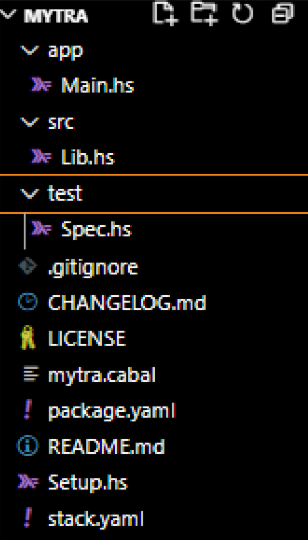 MYTRA
app
Main.hs
src
Lib.hs
test
Spec.hs
.gitignore
CHANGELOG.md
LICENSE
mytra.cabal
package.yaml
README.md
Setup.hs
stack.yaml